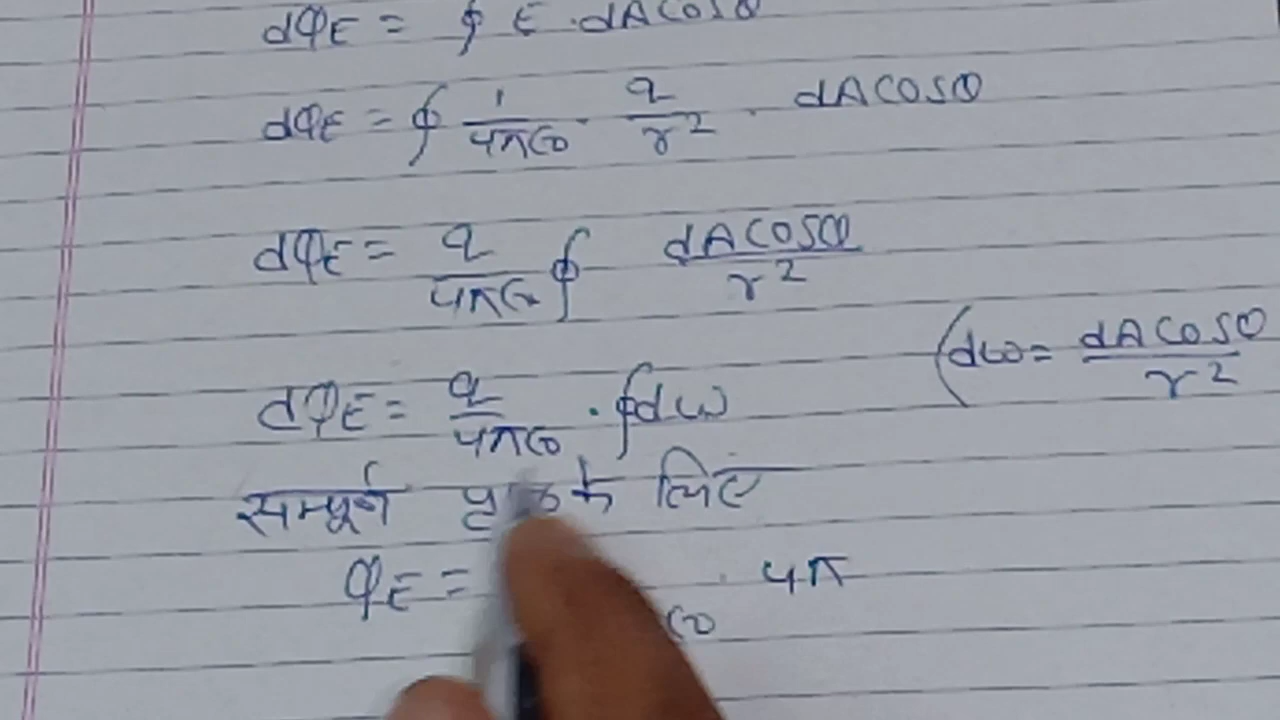 dΦE = ∮ E · dA cosθ
dΦE = ∮ 1/4πε0 · q/r² · dA cosθ
dΦE = q/4πε0 ∮ dA cosθ/r²
(dω = dA cosθ/r²
dΦE = q/4πε0 · ∮dω
सम्पूर्ण के लिए
ΦE = ε0 · 4π